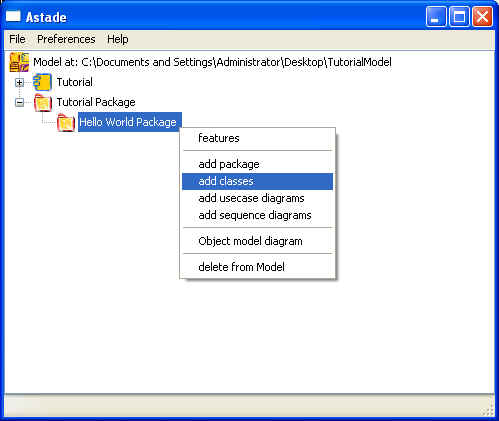 Astade
File Preferences Help
Model at: C:\Documents and Settings\Administrator\Desktop\TutorialModel
Tutorial
Tutorial Package
Hello World Package
features
add package
add classes
add usecase diagrams
add sequence diagrams
Object model diagram
delete from Model